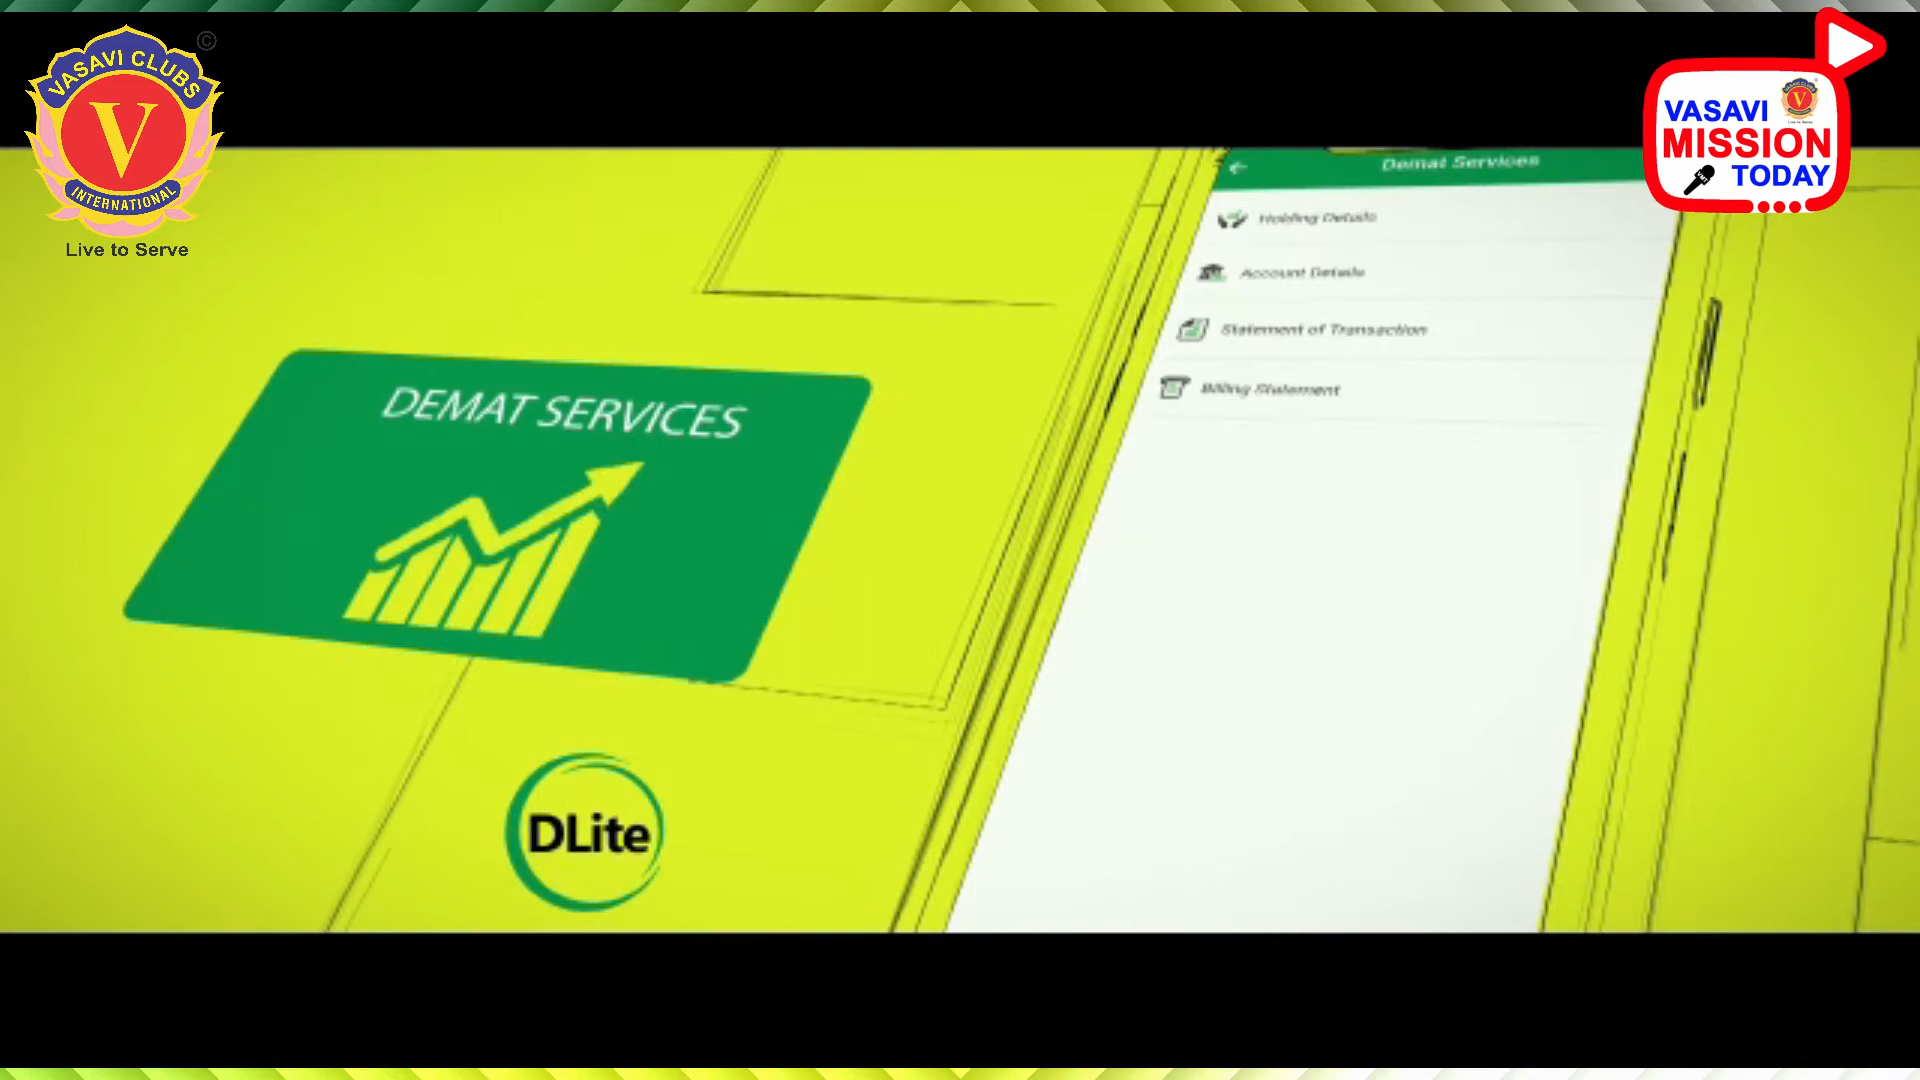 VASAVI CLUBS
©
V
INTERNATIONAL
Live to Serve
VASAVI
MISSION
TODAY
Demat Services
Holding Details
Account Details
Statement of Transaction
Billing Statement
DEMAT SERVICES
DLite